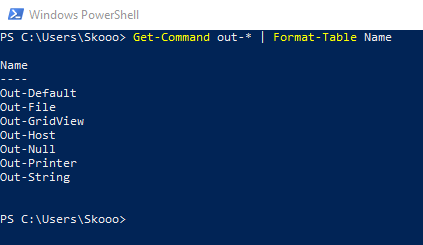 Windows PowerShell
PS C:\Users\Skooo> Get-Command out-* | Format-Table Name
Name
----
Out-Default
Out-File
Out-GridView
Out-Host
Out-Null
Out-Printer
Out-String
PS C:\Users\Skooo>